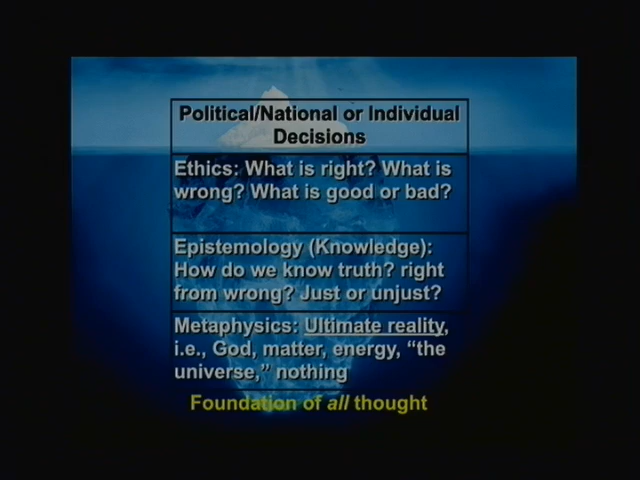 Political/National or Individual
Decisions
Ethics: What is right? What is
wrong? What is good or bad?
Epistemology (Knowledge):
How do we know truth? right
from wrong? Just or unjust?
Metaphysics: Ultimate reality,
i.e., God, matter, energy, “the
universe,” nothing
Foundation of all thought